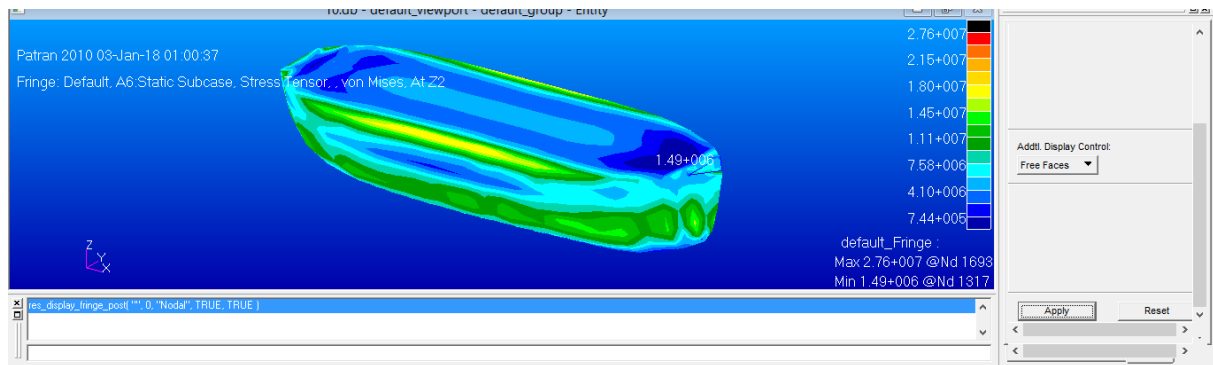 10.db - default_viewport - default_group - Entity
Patran 2010 03-Jan-18 01:00:37
Fringe: Default, A6:Static Subcase, Stress Tensor, , von Mises, At Z2
2.76+007
2.15+007
1.80+007
1.45+007
1.11+007
7.58+006
4.10+006
7.44+005
1.49+006
default_Fringe :
Max 2.76+007 @Nd 1693
Min 1.49+006 @Nd 1317
Z
Y
X
Addtl. Display Control:
Free Faces
Apply
Reset
res_display_fringe_post( "", 0, "Nodal", TRUE, TRUE )